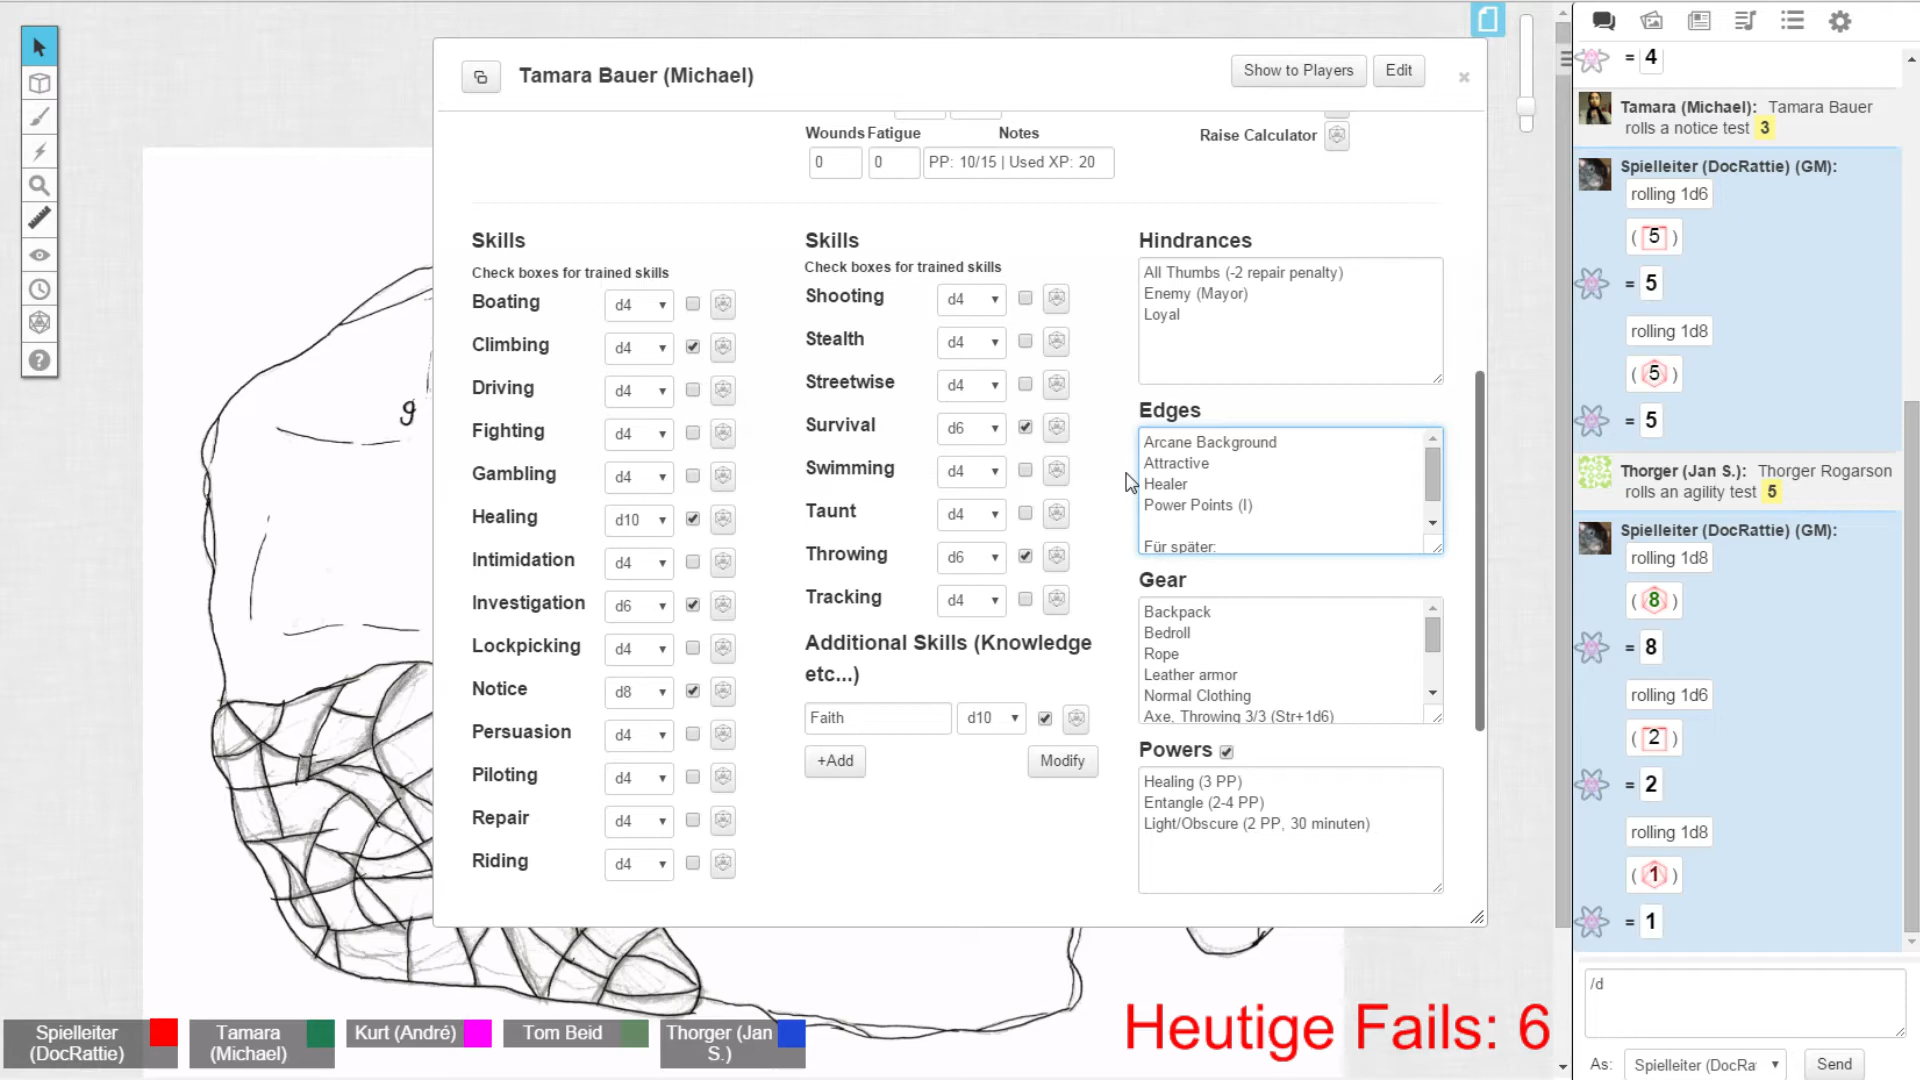 Tamara Bauer (Michael)
Show to Players
Edit
Wounds
Fatigue
Notes
0
0
PP: 10/15 | Used XP: 20
Raise Calculator
Skills
Check boxes for trained skills
Boating
d4
Climbing
d4
Driving
d4
Fighting
d4
Gambling
d4
Healing
d10
Intimidation
d4
Investigation
d6
Lockpicking
d4
Notice
d8
Persuasion
d4
Piloting
d4
Repair
d4
Riding
d4
Skills
Check boxes for trained skills
Shooting
d4
Stealth
d4
Streetwise
d4
Survival
d6
Swimming
d4
Taunt
d4
Throwing
d6
Tracking
d4
Additional Skills (Knowledge
etc...)
Faith
d10
+Add
Modify
Hindrances
All Thumbs (-2 repair penalty)
Enemy (Mayor)
Loyal
Edges
Arcane Background
Attractive
Healer
Power Points (I)
Für später:
Gear
Backpack
Bedroll
Rope
Leather armor
Normal Clothing
Axe, Throwing 3/3 (Str+1d6)
Powers
Healing (3 PP)
Entangle (2-4 PP)
Light/Obscure (2 PP, 30 minuten)
g
= 4
Tamara (Michael): Tamara Bauer
rolls a notice test 3
Spielleiter (DocRattie) (GM):
rolling 1d6
( 5 )
= 5
rolling 1d8
( 5 )
= 5
Thorger (Jan S.): Thorger Rogarson
rolls an agility test 5
Spielleiter (DocRattie) (GM):
rolling 1d8
( 8 )
= 8
rolling 1d6
( 2 )
= 2
rolling 1d8
( 1 )
= 1
/d
As:
Spielleiter (DocRa
Send
Spielleiter
(DocRattie)
Tamara
(Michael)
Kurt (André)
Tom Beid
Thorger (Jan
S.)
Heutige Fails: 6